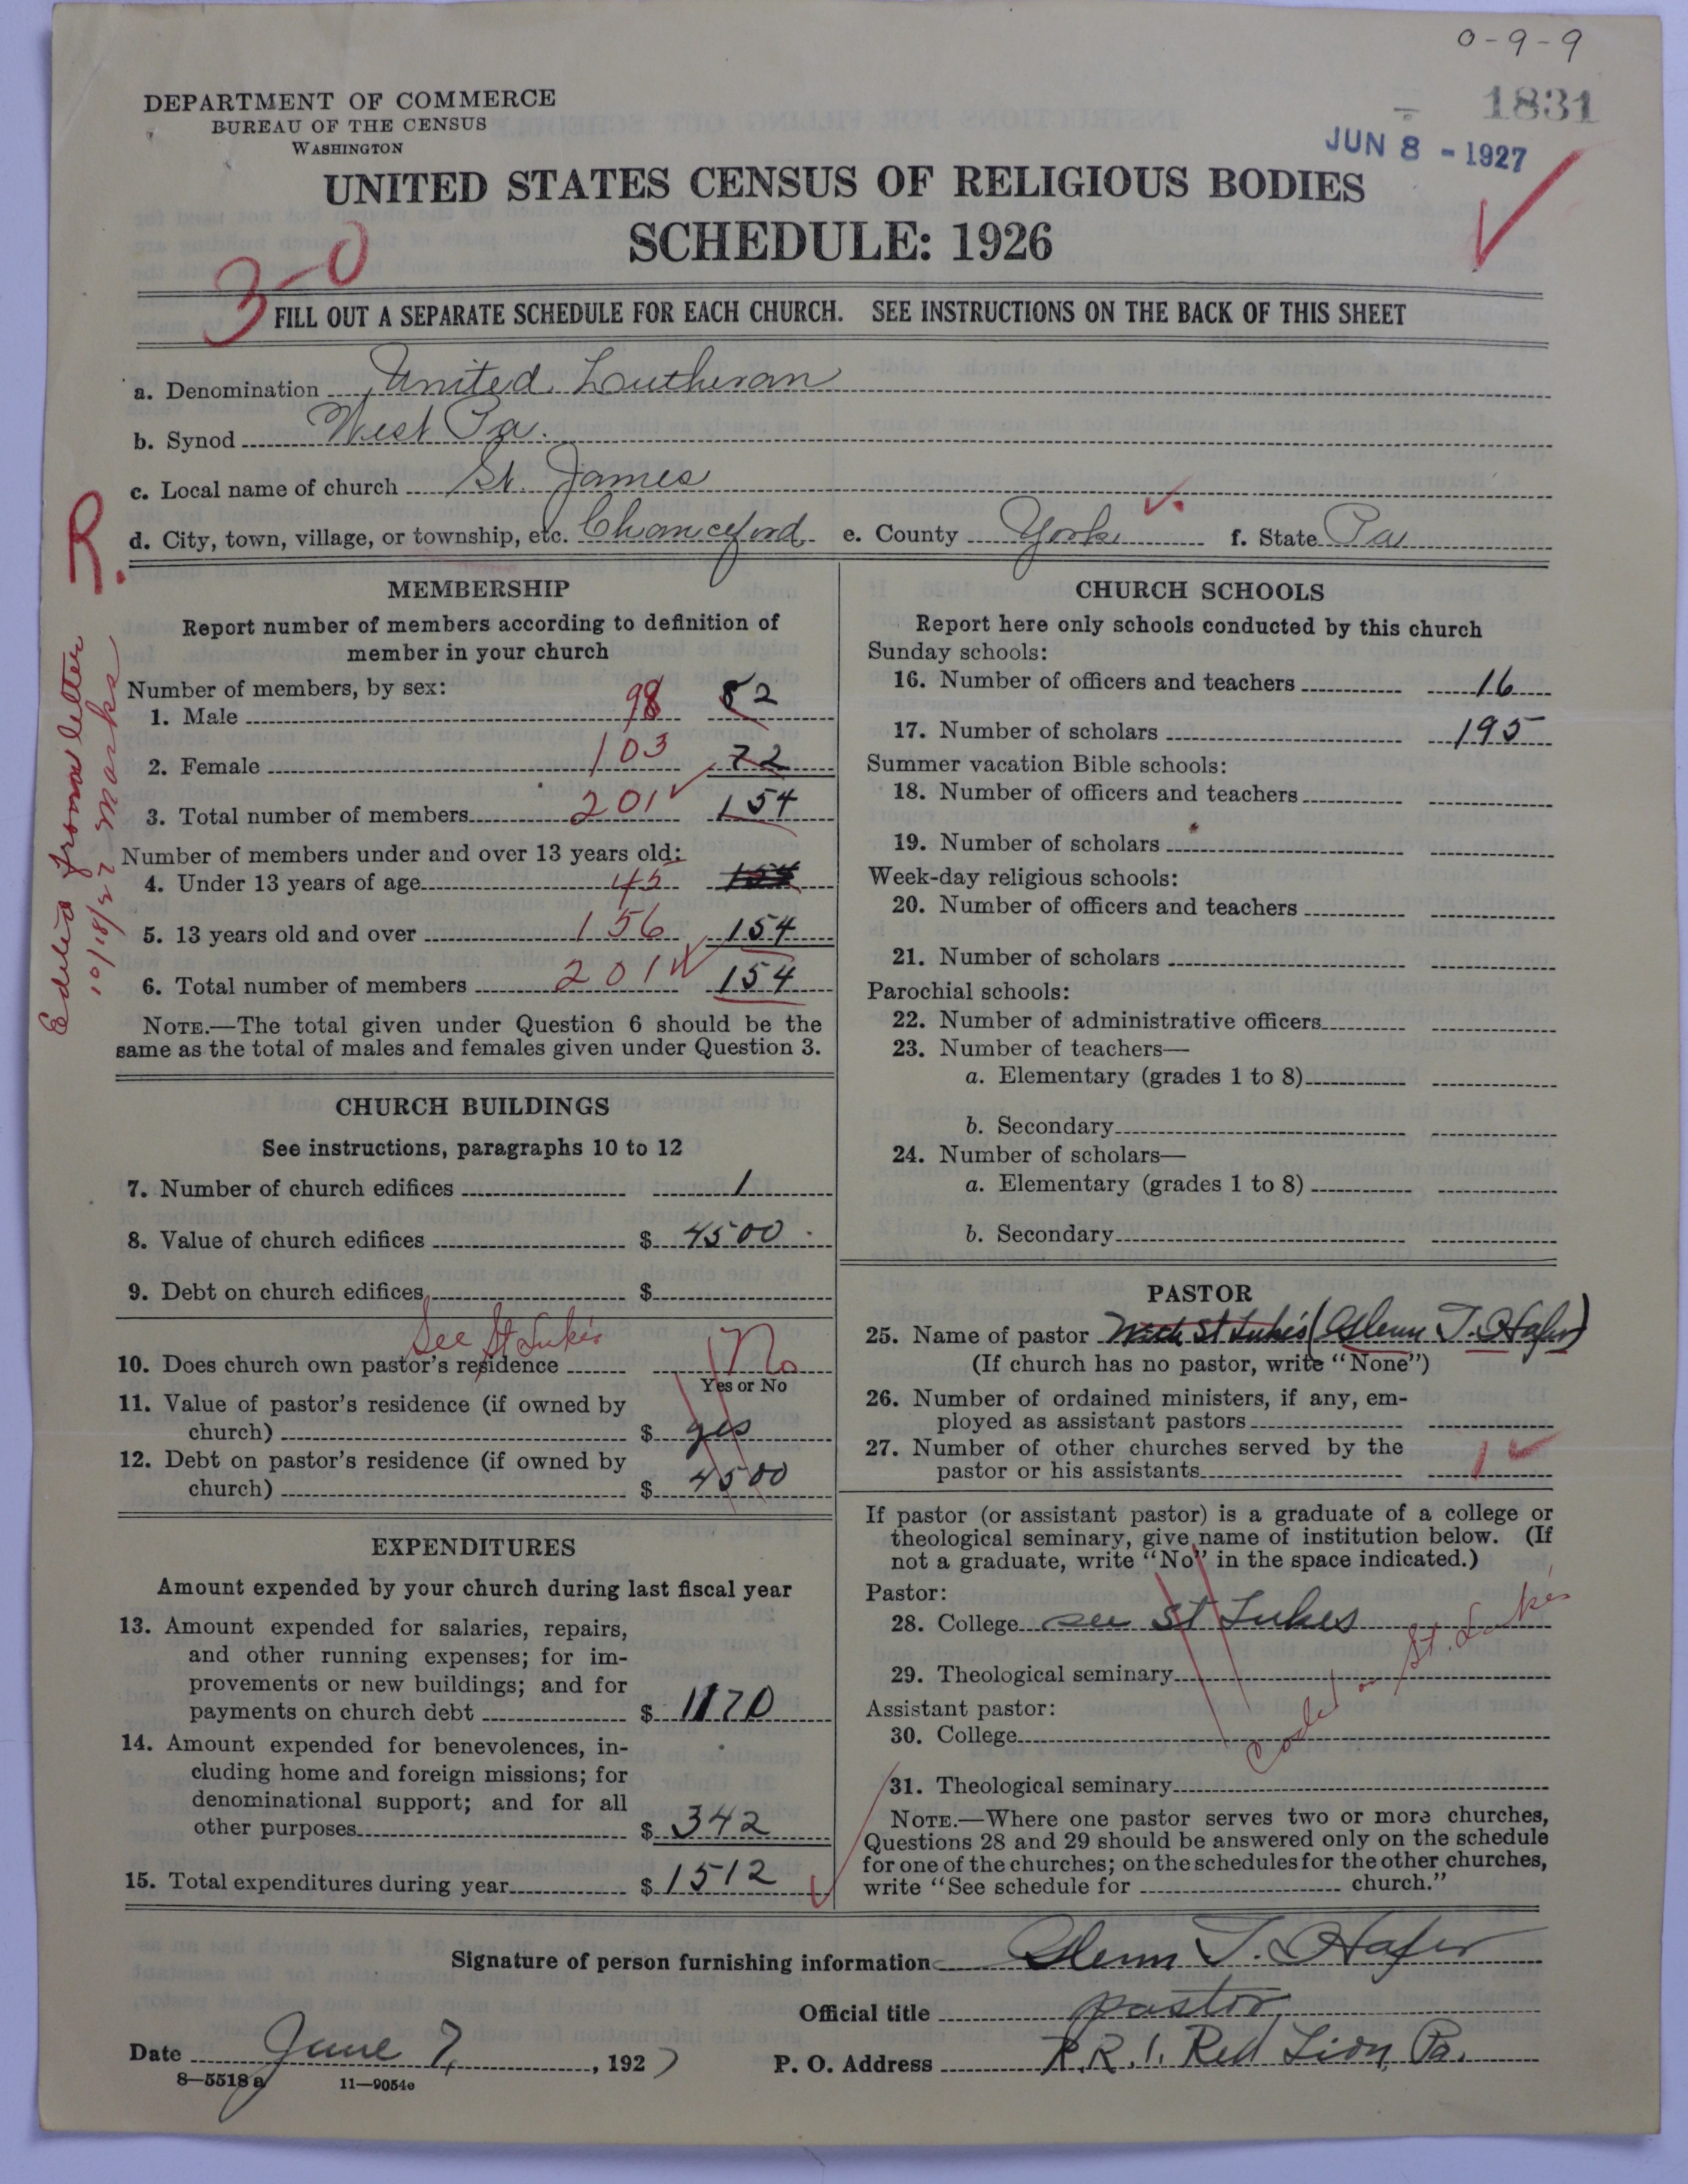 0-9-9
1831
JUN 8 - 1927
DEPARTMENT OF COMMERCE
BUREAU OF THE CENSUS
WASHINGTON
UNITED STATES CENSUS OF RELIGIOUS BODIES
SCHEDULE: 1926
3-0
FILL OUT A SEPARATE SCHEDULE FOR EACH CHURCH. SEE INSTRUCTIONS ON THE BACK OF THIS SHEET
a. Denomination United Lutheran
b. Synod West Pa.
c. Local name of church St. James
d. City, town, village, or township, etc. Chanceford e. County York f. State Pa
R.
Edited from letter
10/18/27 Marks
MEMBERSHIP
Report number of members according to definition of
member in your church
Number of members, by sex:
1. Male 98 82
2. Female 103 72
3. Total number of members 201 154
Number of members under and over 13 years old:
4. Under 13 years of age 45 154
5. 13 years old and over 156 154
6. Total number of members 201 154
NOTE.—The total given under Question 6 should be the
same as the total of males and females given under Question 3.
CHURCH BUILDINGS
See instructions, paragraphs 10 to 12
7. Number of church edifices 1
8. Value of church edifices $ 4500
9. Debt on church edifices $
See St Lukes
10. Does church own pastor's residence No
Yes or No
11. Value of pastor's residence (if owned by
church) $ yes
12. Debt on pastor's residence (if owned by
church) $ 4500
EXPENDITURES
Amount expended by your church during last fiscal year
13. Amount expended for salaries, repairs,
and other running expenses; for im-
provements or new buildings; and for
payments on church debt $ 1170
14. Amount expended for benevolences, in-
cluding home and foreign missions; for
denominational support; and for all
other purposes $ 342
15. Total expenditures during year $ 1512
CHURCH SCHOOLS
Report here only schools conducted by this church
Sunday schools:
16. Number of officers and teachers 16
17. Number of scholars 195
Summer vacation Bible schools:
18. Number of officers and teachers
19. Number of scholars
Week-day religious schools:
20. Number of officers and teachers
21. Number of scholars
Parochial schools:
22. Number of administrative officers
23. Number of teachers—
a. Elementary (grades 1 to 8)
b. Secondary
24. Number of scholars—
a. Elementary (grades 1 to 8)
b. Secondary
PASTOR
25. Name of pastor With St Lukes (Glenn T. Hafer)
(If church has no pastor, write "None")
26. Number of ordained ministers, if any, em-
ployed as assistant pastors
27. Number of other churches served by the
pastor or his assistants 1
If pastor (or assistant pastor) is a graduate of a college or
theological seminary, give name of institution below. (If
not a graduate, write "No" in the space indicated.)
Pastor:
28. College see St Lukes
29. Theological seminary
Coded on St. Lukes
Assistant pastor:
30. College
31. Theological seminary
NOTE.—Where one pastor serves two or more churches,
Questions 28 and 29 should be answered only on the schedule
for one of the churches; on the schedules for the other churches,
write "See schedule for church."
Signature of person furnishing information Glenn T. Hafer
Official title pastor
Date June 7, 1927 P. O. Address R.R. 1. Red Lion, Pa.
8—5518 a 11—9054e